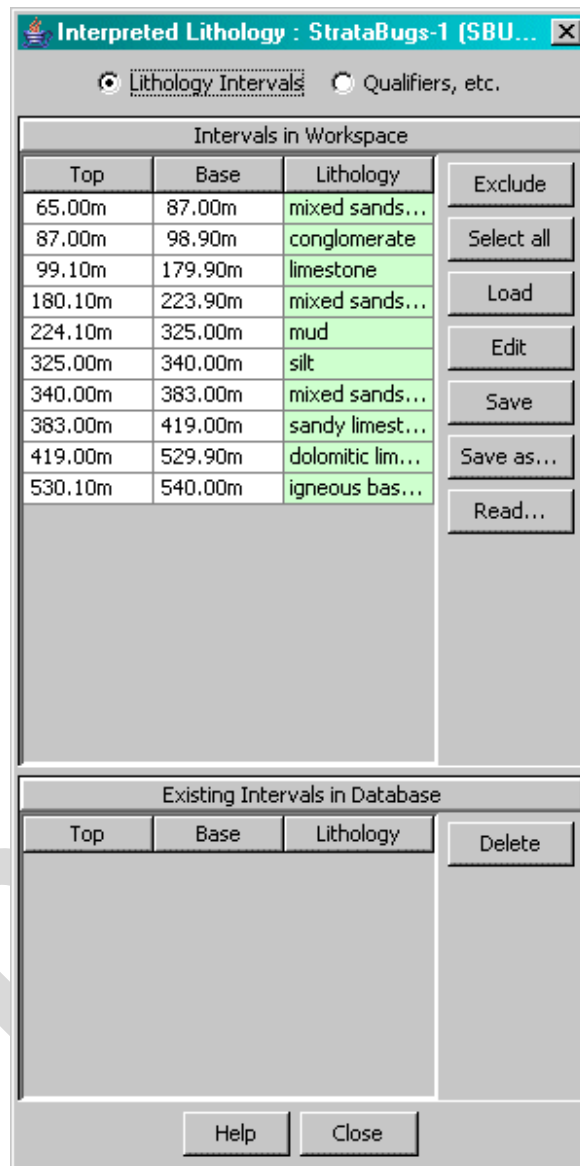 Interpreted Lithology : StrataBugs-1 (SBU...
Lithology Intervals Qualifiers, etc.
Intervals in Workspace
Top Base Lithology Exclude
65.00m 87.00m mixed sands...
87.00m 98.90m conglomerate Select all
99.10m 179.90m limestone
180.10m 223.90m mixed sands... Load
224.10m 325.00m mud Edit
325.00m 340.00m silt
340.00m 383.00m mixed sands... Save
383.00m 419.00m sandy limest...
419.00m 529.90m dolomitic lim... Save as...
530.10m 540.00m igneous bas...
Read...
Existing Intervals in Database
Top Base Lithology Delete
Help Close